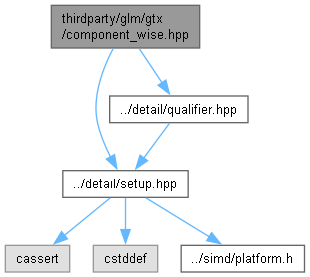 thirdparty/glm/gtx
/component_wise.hpp
../detail/qualifier.hpp
../detail/setup.hpp
cassert
cstddef
../simd/platform.h